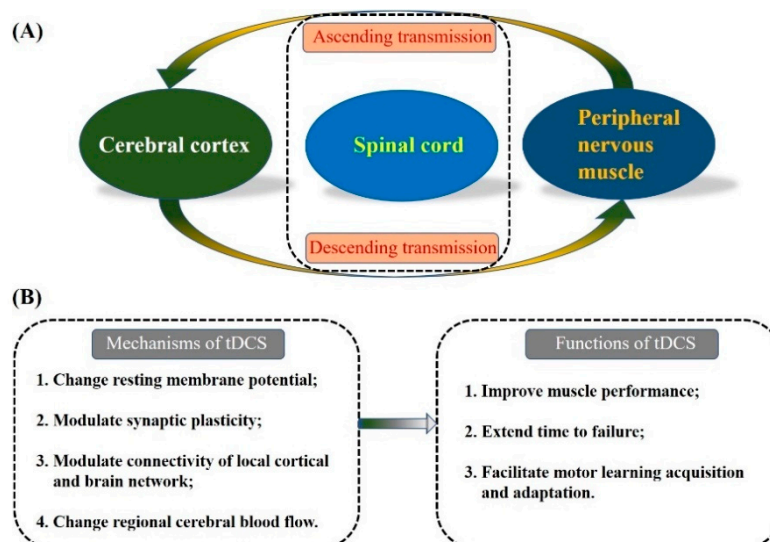 (A)
Ascending transmission
Cerebral cortex
Spinal cord
Peripheral
nervous
muscle
Descending transmission
(B)
Mechanisms of tDCS
1. Change resting membrane potential;
2. Modulate synaptic plasticity;
3. Modulate connectivity of local cortical
and brain network;
4. Change regional cerebral blood flow.
Functions of tDCS
1. Improve muscle performance;
2. Extend time to failure;
3. Facilitate motor learning acquisition
and adaptation.